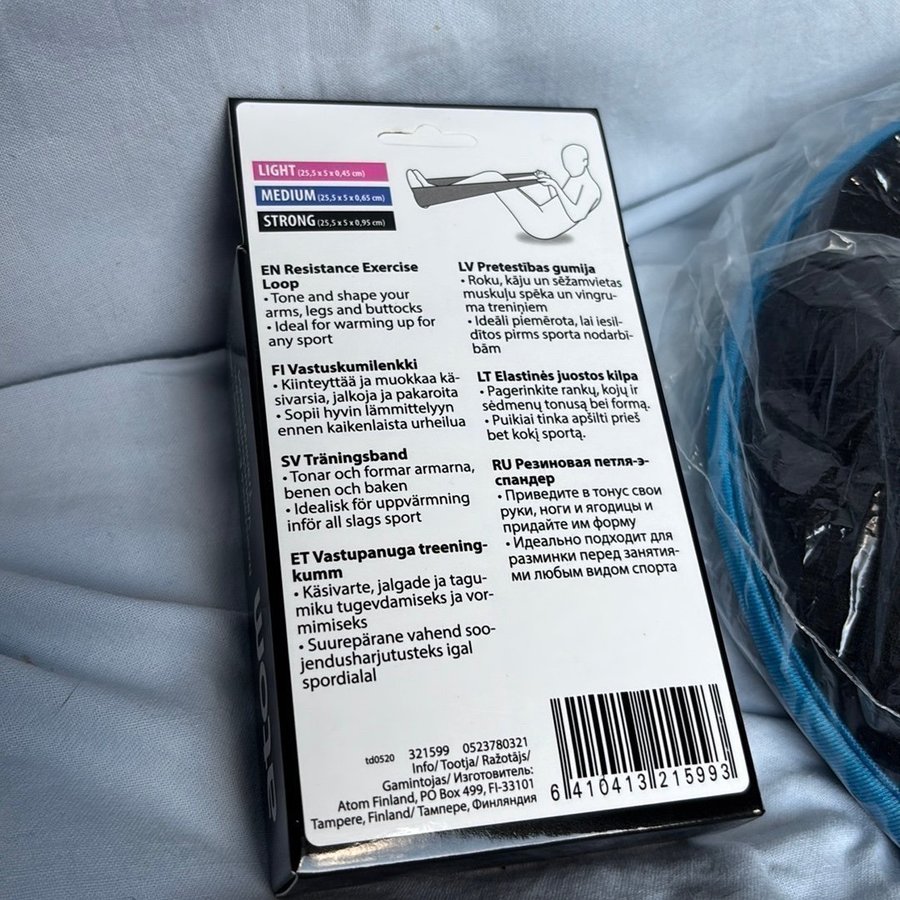 LIGHT (25,5 x 5 x 0,45 cm)
MEDIUM (25,5 x 5 x 0,65 cm)
STRONG (25,5 x 5 x 0,95 cm)
EN Resistance Exercise
Loop
• Tone and shape your
arms, legs and buttocks
• Ideal for warming up for
any sport
FI Vastuskumilenkki
• Kiinteyttää ja muokkaa kä-
sivarsia, jalkoja ja pakaroita
• Sopii hyvin lämmittelyyn
ennen kaikenlaista urheilua
SV Träningsband
• Tonar och formar armarna,
benen och baken
• Idealisk för uppvärmning
inför all slags sport
ET Vastupanuga treening-
kumm
• Käsivarte, jalgade ja tagu-
miku tugevdamiseks ja vor-
mimiseks
• Suurepärane vahend soo-
jendusharjutusteks igal
spordialal
LV Pretestības gumija
• Roku, kāju un sēžamvietas
muskuļu spēka un vingru-
ma treniņiem
• Ideāli piemērota, lai iesil-
dītos pirms sporta nodarbī-
bām
LT Elastinės juostos kilpa
• Pagerinkite rankų, kojų ir
sėdmenų tonusą bei formą.
• Puikiai tinka apšilti prieš
bet kokį sportą.
RU Резиновая петля-э-
спандер
• Приведите в тонус свои
руки, ноги и ягодицы и
придайте им форму
• Идеально подходит для
разминки перед занятия-
ми любым видом спорта
td0520 321599 0523780321
Info/ Tootja/ Ražotājs/
Gamintojas/ Изготовитель:
Atom Finland, PO Box 499, FI-33101
Tampere, Finland/ Тампере, Финляндия
6 410413 215993